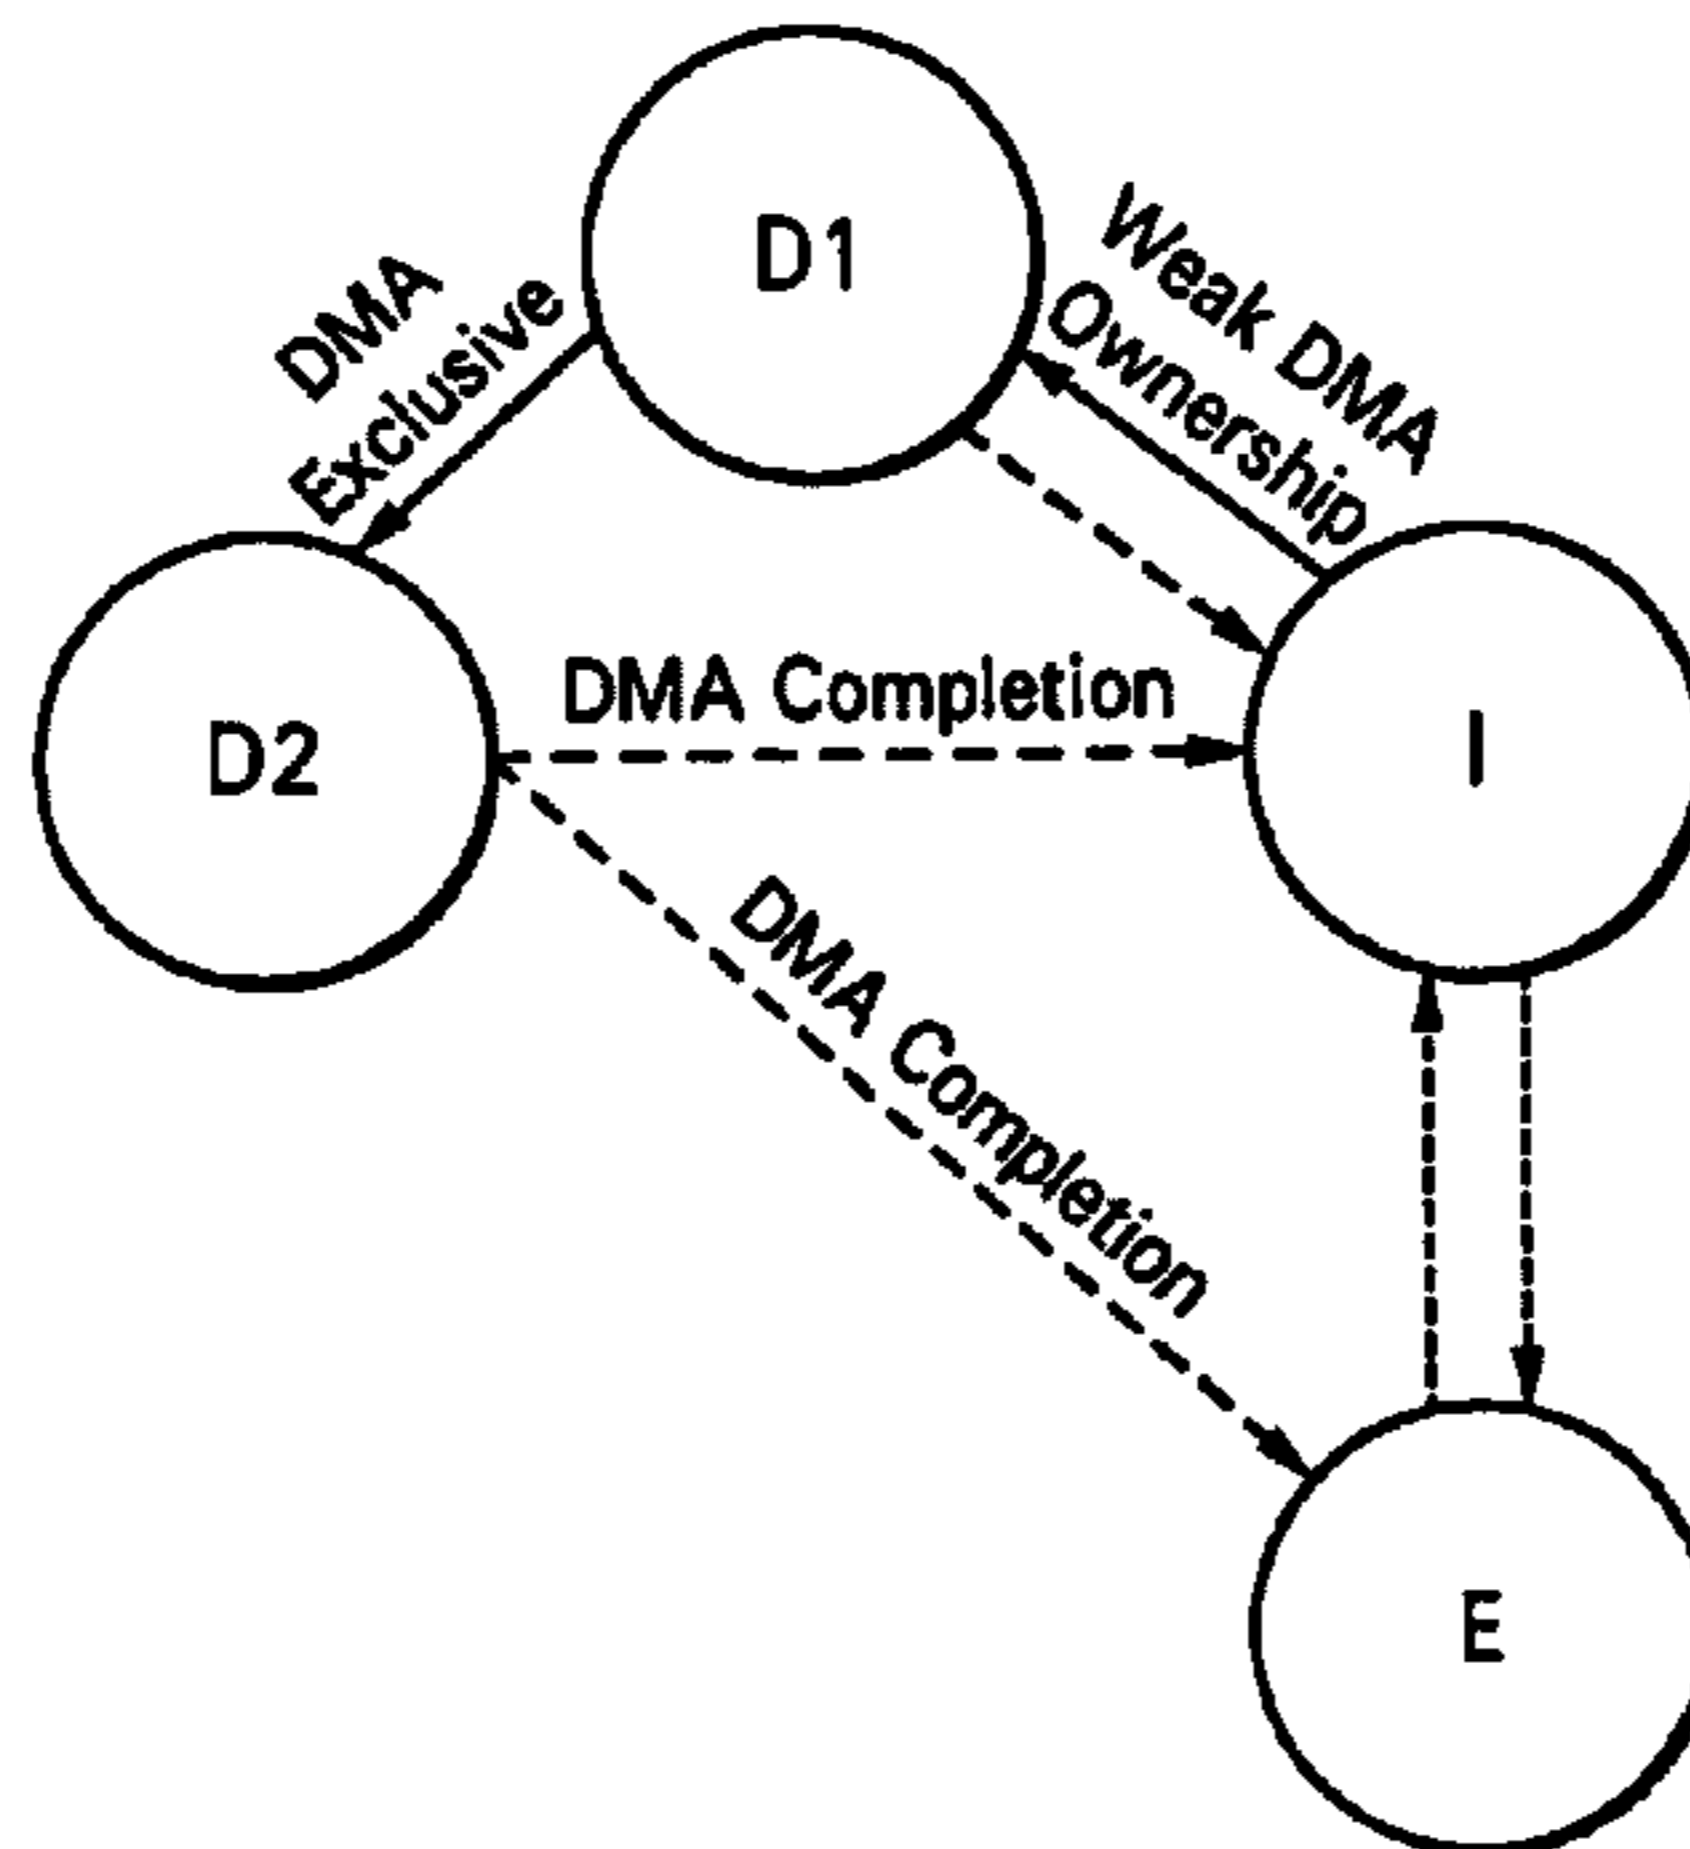 D1
DMA
Exclusive
Weak DMA
Ownership
D2
DMA Completion
I
DMA Completion
E